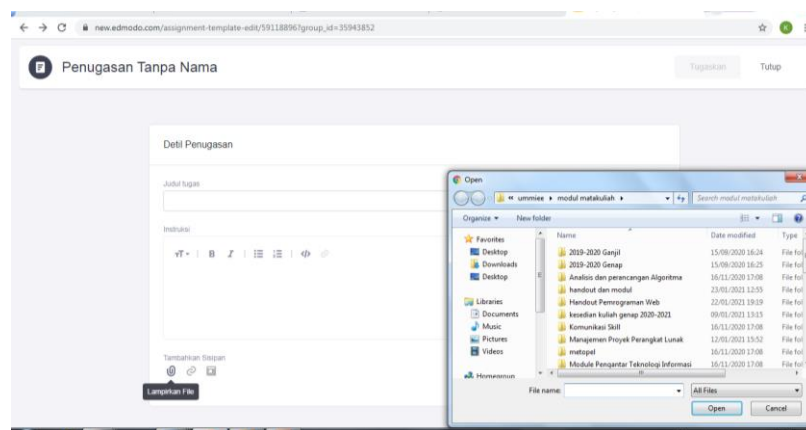 new.edmodo.com/assignment-template-edit/59118896?group_id=35943852
Penugasan Tanpa Nama
Tugaskan
Tutup
Detil Penugasan
Judul tugas
Instruksi
Tambahkan Sisipan
Lampirkan File
Open
ummiee
modul matakuliah
Search modul matakuliah
Organize
New folder
Favorites
Desktop
Downloads
Desktop
Libraries
Documents
Music
Pictures
Videos
Homegroup
Name Date modified Type
2019-2020 Ganjil 15/09/2020 16:24 File fol
2019-2020 Genap 15/09/2020 16:25 File fol
Analisis dan perancangan Algoritma 16/11/2020 17:08 File fol
handout dan modul 23/01/2021 12:55 File fol
Handout Pemrograman Web 22/01/2021 19:19 File fol
kesedian kuliah genap 2020-2021 09/01/2021 13:15 File fol
Komunikasi Skill 16/11/2020 17:08 File fol
Manajemen Proyek Perangkat Lunak 12/01/2021 15:52 File fol
matopel 16/11/2020 17:08 File fol
Module Pengantar Teknologi Informasi 16/11/2020 17:08 File fol
File name:
All Files
Open
Cancel